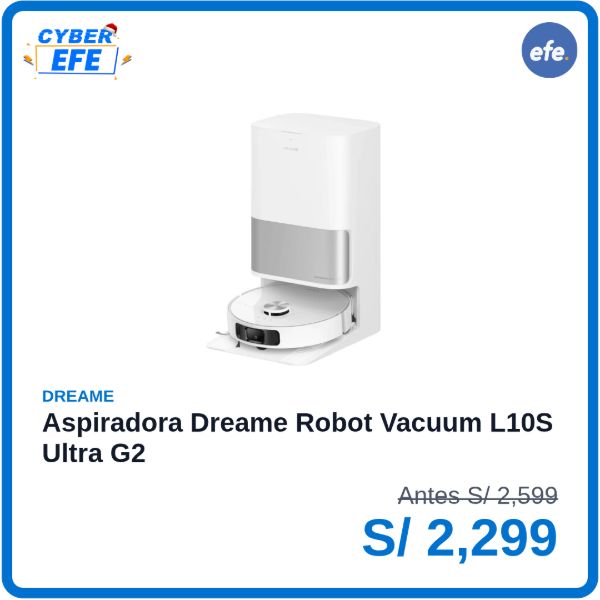 CYBER
EFE
efe.
DREAME
Aspiradora Dreame Robot Vacuum L10S
Ultra G2
Antes S/ 2,599
S/ 2,299